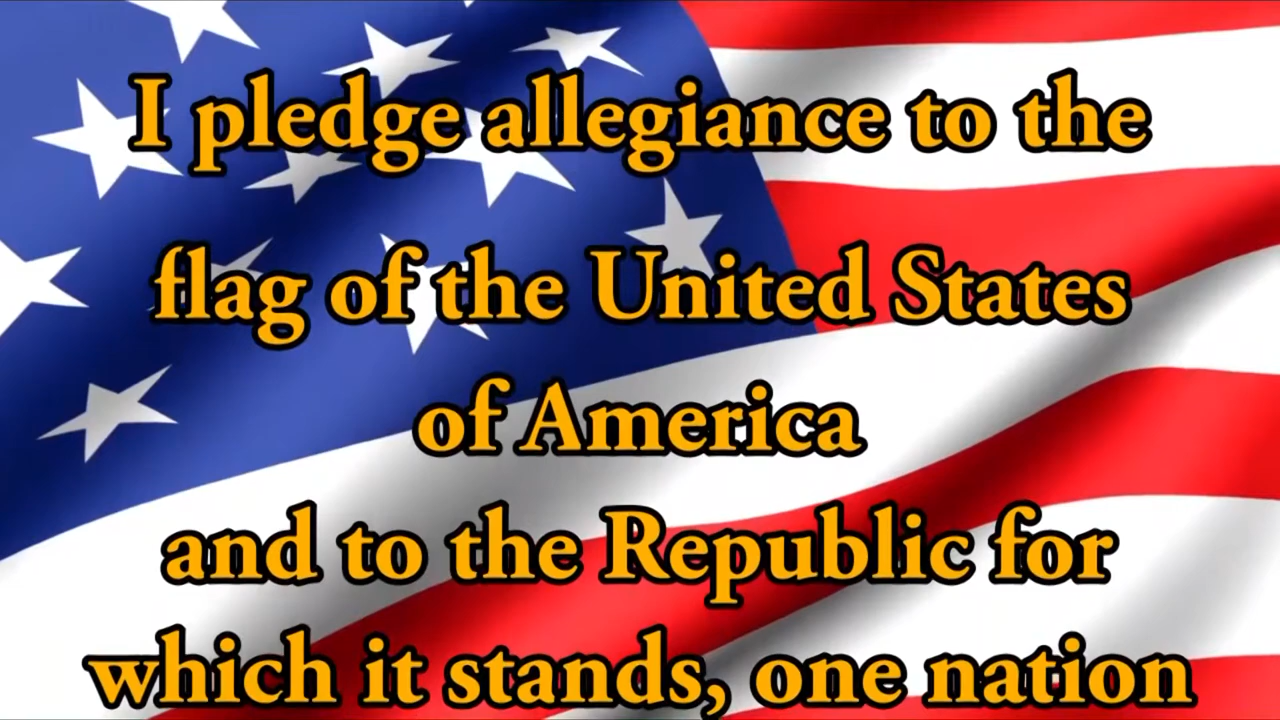 I pledge allegiance to the
flag of the United States
of America
and to the Republic for
which it stands, one nation